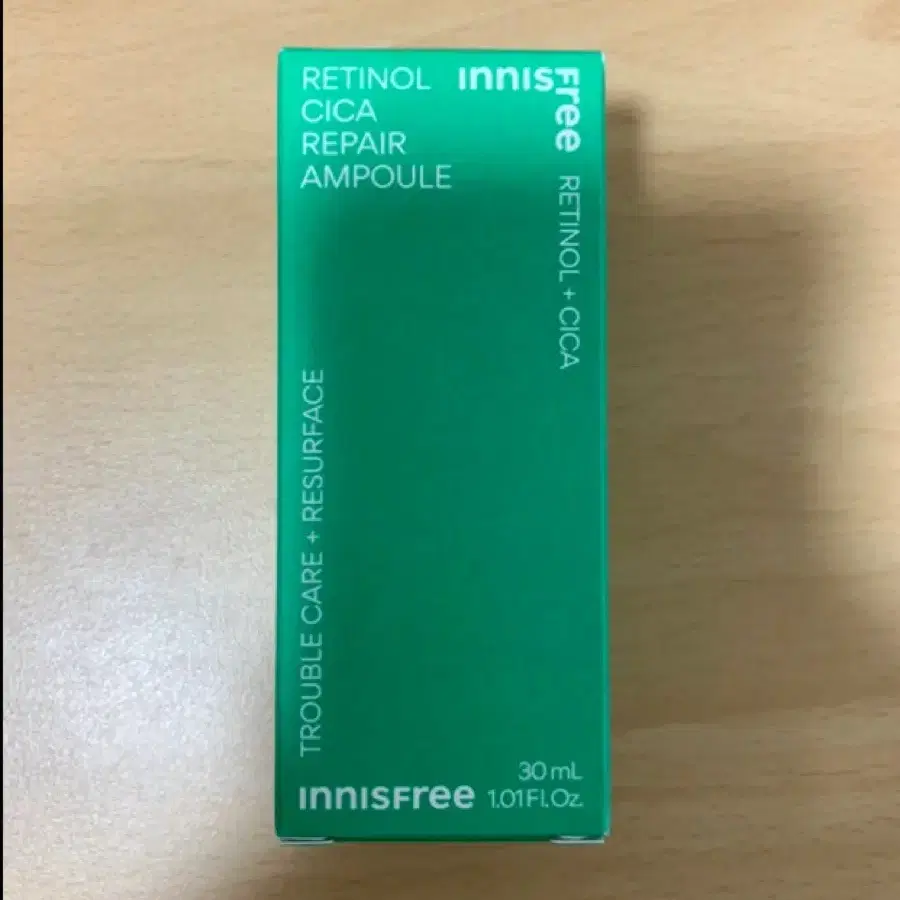 RETINOL
CICA
REPAIR
AMPOULE
INNISFree
RETINOL + CICA
TROUBLE CARE + RESURFACE
INNISFree
30 mL
1.01 Fl.Oz.